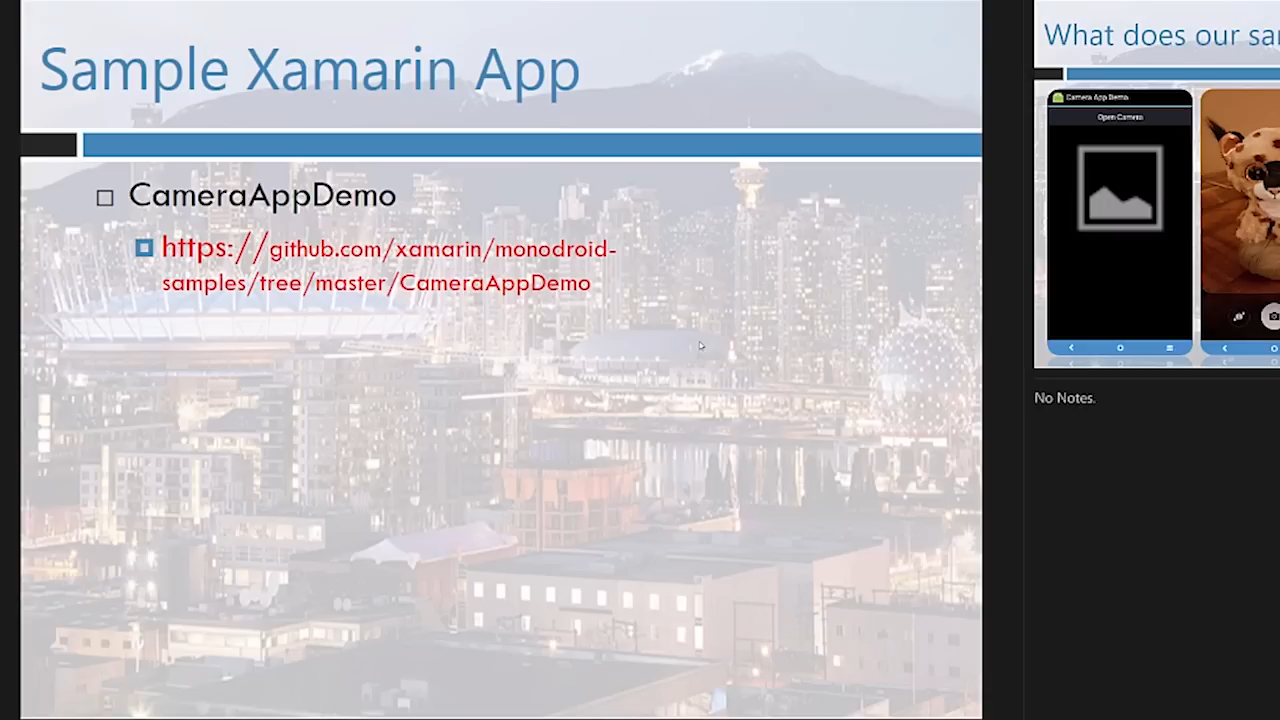 Sample Xamarin App
CameraAppDemo
https://github.com/xamarin/monodroid-
samples/tree/master/CameraAppDemo
What does our sa
Camera App Demo
Open Camera
No Notes.